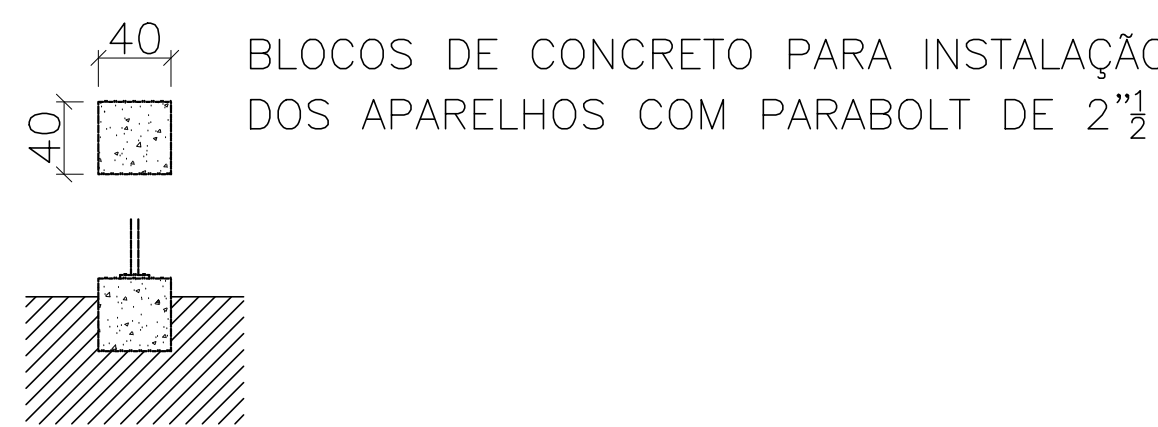 40
BLOCOS DE CONCRETO PARA INSTALAÇÃO
40
DOS APARELHOS COM PARABOLT DE 2"½